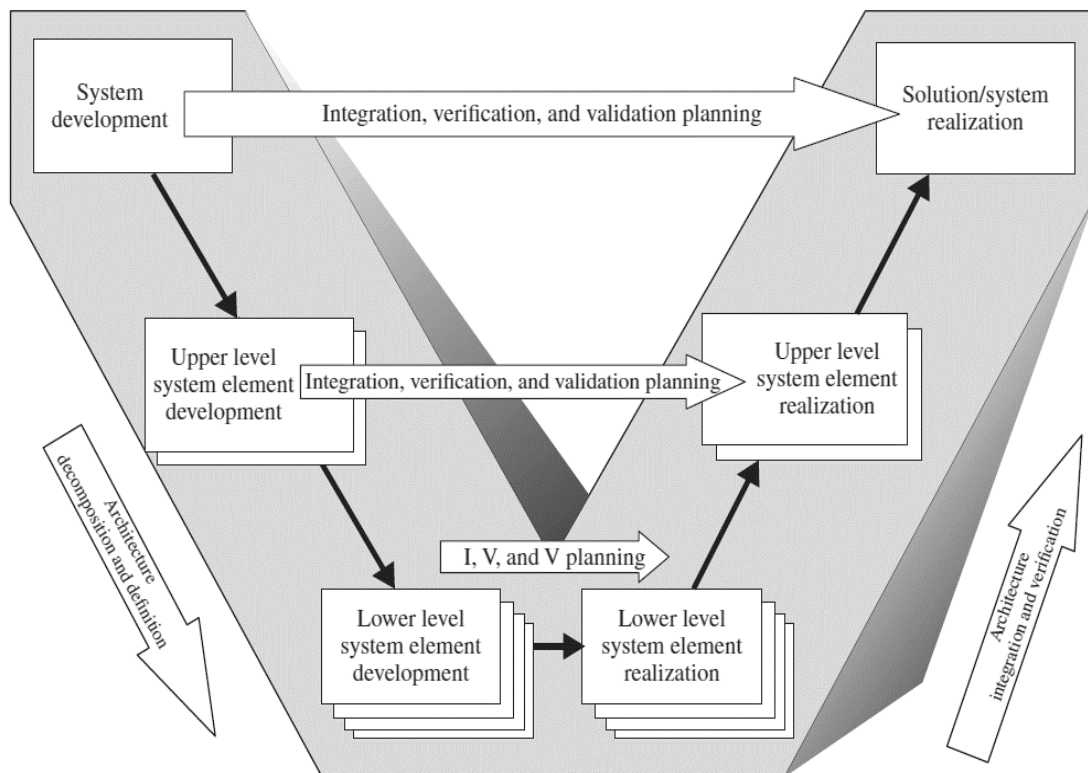 System
development
Integration, verification, and validation planning
Solution/system
realization
Upper level
system element
development
Integration, verification, and validation planning
Upper level
system element
realization
Architecture
decomposition and definition
I, V, and V planning
Architecture
integration and verification
Lower level
system element
development
Lower level
system element
realization